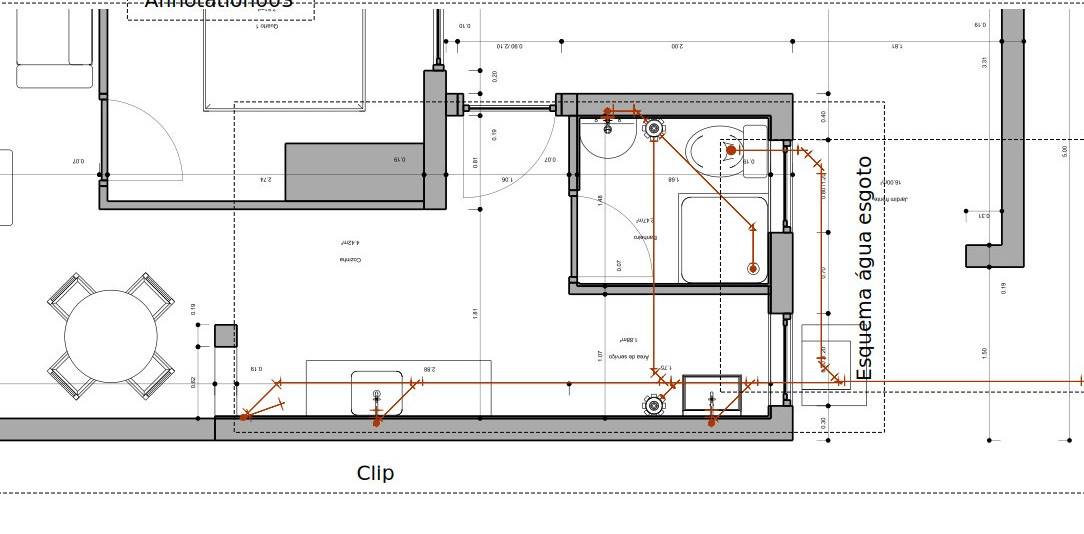 Annotation003
Quarto 1
0.10
0.90 /2.10
2.00
1.81
0.19
3.31
0.20
0.40
5.00
0.07
0.19
2.74
0.19
0.81
0.07
1.06
1.68
0.19
18.00m²
Jardim frente
1.48
2.47m²
Banheiro
0.31
4.42m²
Cozinha
0.07
0.70
0.19
0.19
1.81
1.88m²
Área de serviço
1.07
1.50
0.19
2.88
1.75
0.82
0.30
Esquema água esgoto
Clip